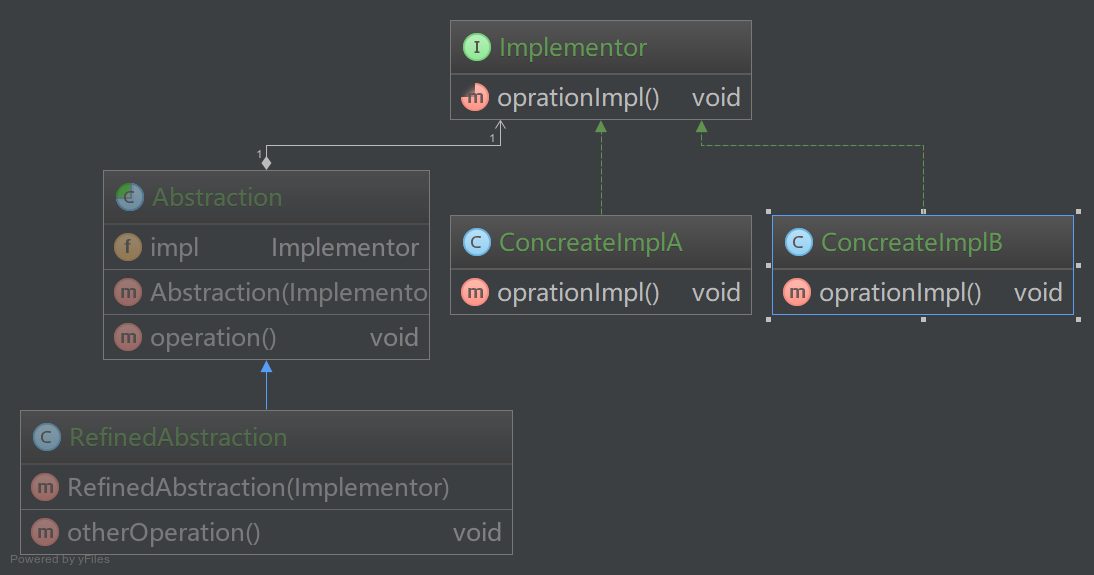 Implementor
oprationImpl() void
1
1
Abstraction
impl Implementor
Abstraction(Implemento
operation() void
ConcreateImplA
oprationImpl() void
ConcreateImplB
oprationImpl() void
RefinedAbstraction
RefinedAbstraction(Implementor)
otherOperation() void
Powered by yFiles